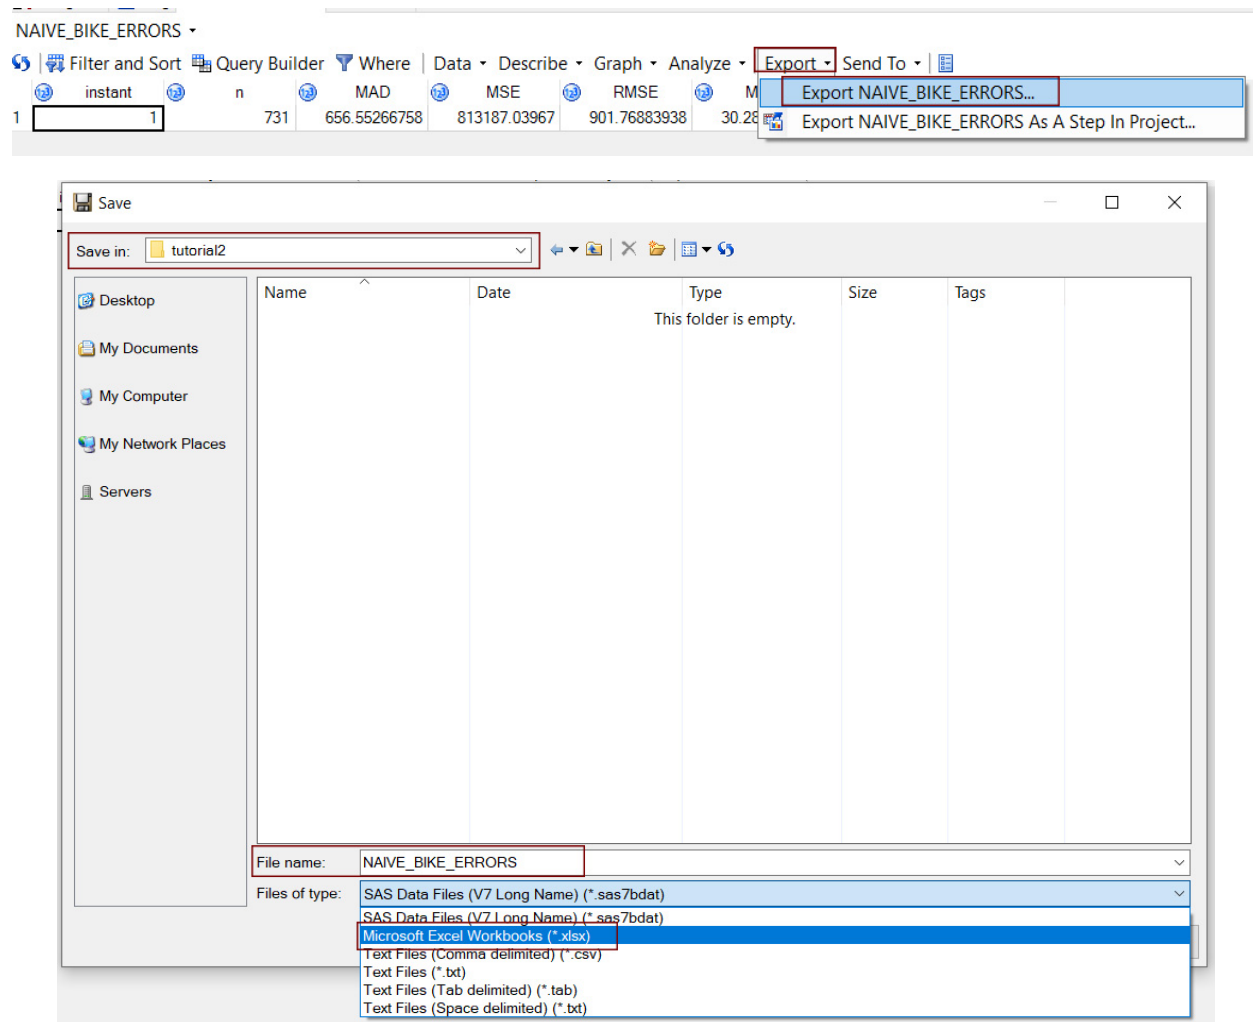 NAIVE_BIKE_ERRORS
Filter and Sort Query Builder Where Data Describe Graph Analyze Export Send To
instant n MAD MSE RMSE M Export NAIVE_BIKE_ERRORS...
1 1 731 656.55266758 813187.03967 901.76883938 30.28 Export NAIVE_BIKE_ERRORS As A Step In Project...
Save
Save in: tutorial2
Name Date Type Size Tags
This folder is empty.
Desktop
My Documents
My Computer
My Network Places
Servers
File name: NAIVE_BIKE_ERRORS
Files of type: SAS Data Files (V7 Long Name) (*.sas7bdat)
SAS Data Files (V7 Long Name) (*.sas7bdat)
Microsoft Excel Workbooks (*.xlsx)
Text Files (Comma delimited) (*.csv)
Text Files (*.txt)
Text Files (Tab delimited) (*.tab)
Text Files (Space delimited) (*.txt)